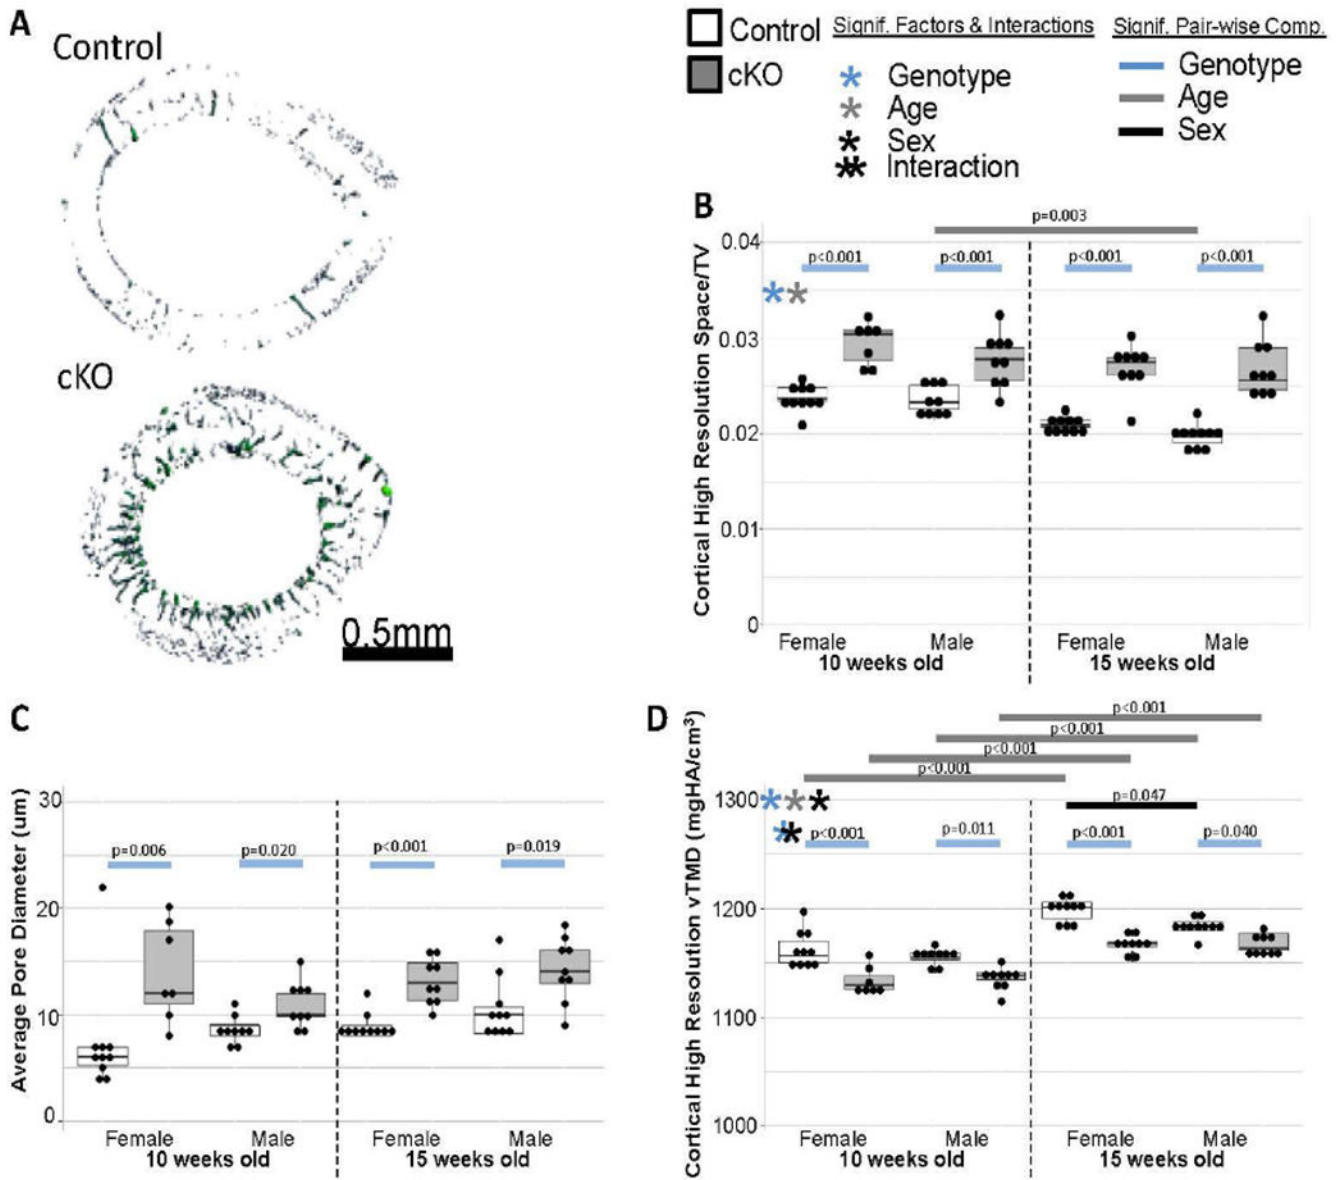 A
Control
cKO
0.5mm
Control
cKO
Signif. Factors & Interactions
Genotype
Age
Sex
Interaction
Signif. Pair-wise Comp.
Genotype
Age
Sex
B
Cortical High Resolution Space/TV
p=0.003
0.04
p<0.001 p<0.001 p<0.001 p<0.001
0.03
0.02
0.01
0
Female Male Female Male
10 weeks old 15 weeks old
C
Average Pore Diameter (um)
30
p=0.006 p=0.020 p<0.001 p=0.019
20
10
0
Female Male Female Male
10 weeks old 15 weeks old
D
Cortical High Resolution vTMD (mgHA/cm³)
p<0.001
p<0.001
p<0.001
p<0.001
1300
p=0.047
p<0.001 p=0.011 p<0.001 p=0.040
1200
1100
1000
Female Male Female Male
10 weeks old 15 weeks old